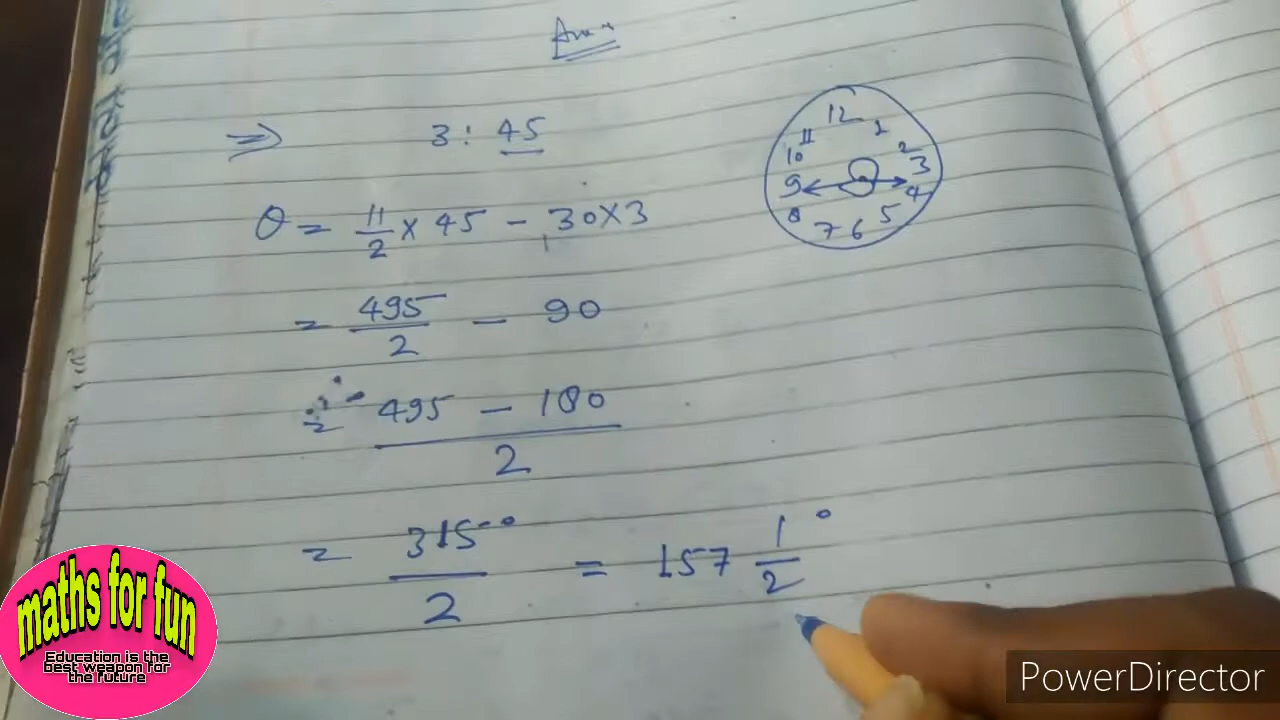 Ans
⇒ 3 : 45
θ = 11/2 × 45 - 30 × 3
= 495/2 - 90
= (495 - 180)/2
= 315°/2 = 157 1/2°
12
1
2
3
4
5
6
7
8
9
10
11
maths for fun
Education is the
best weapon for
the future
PowerDirector